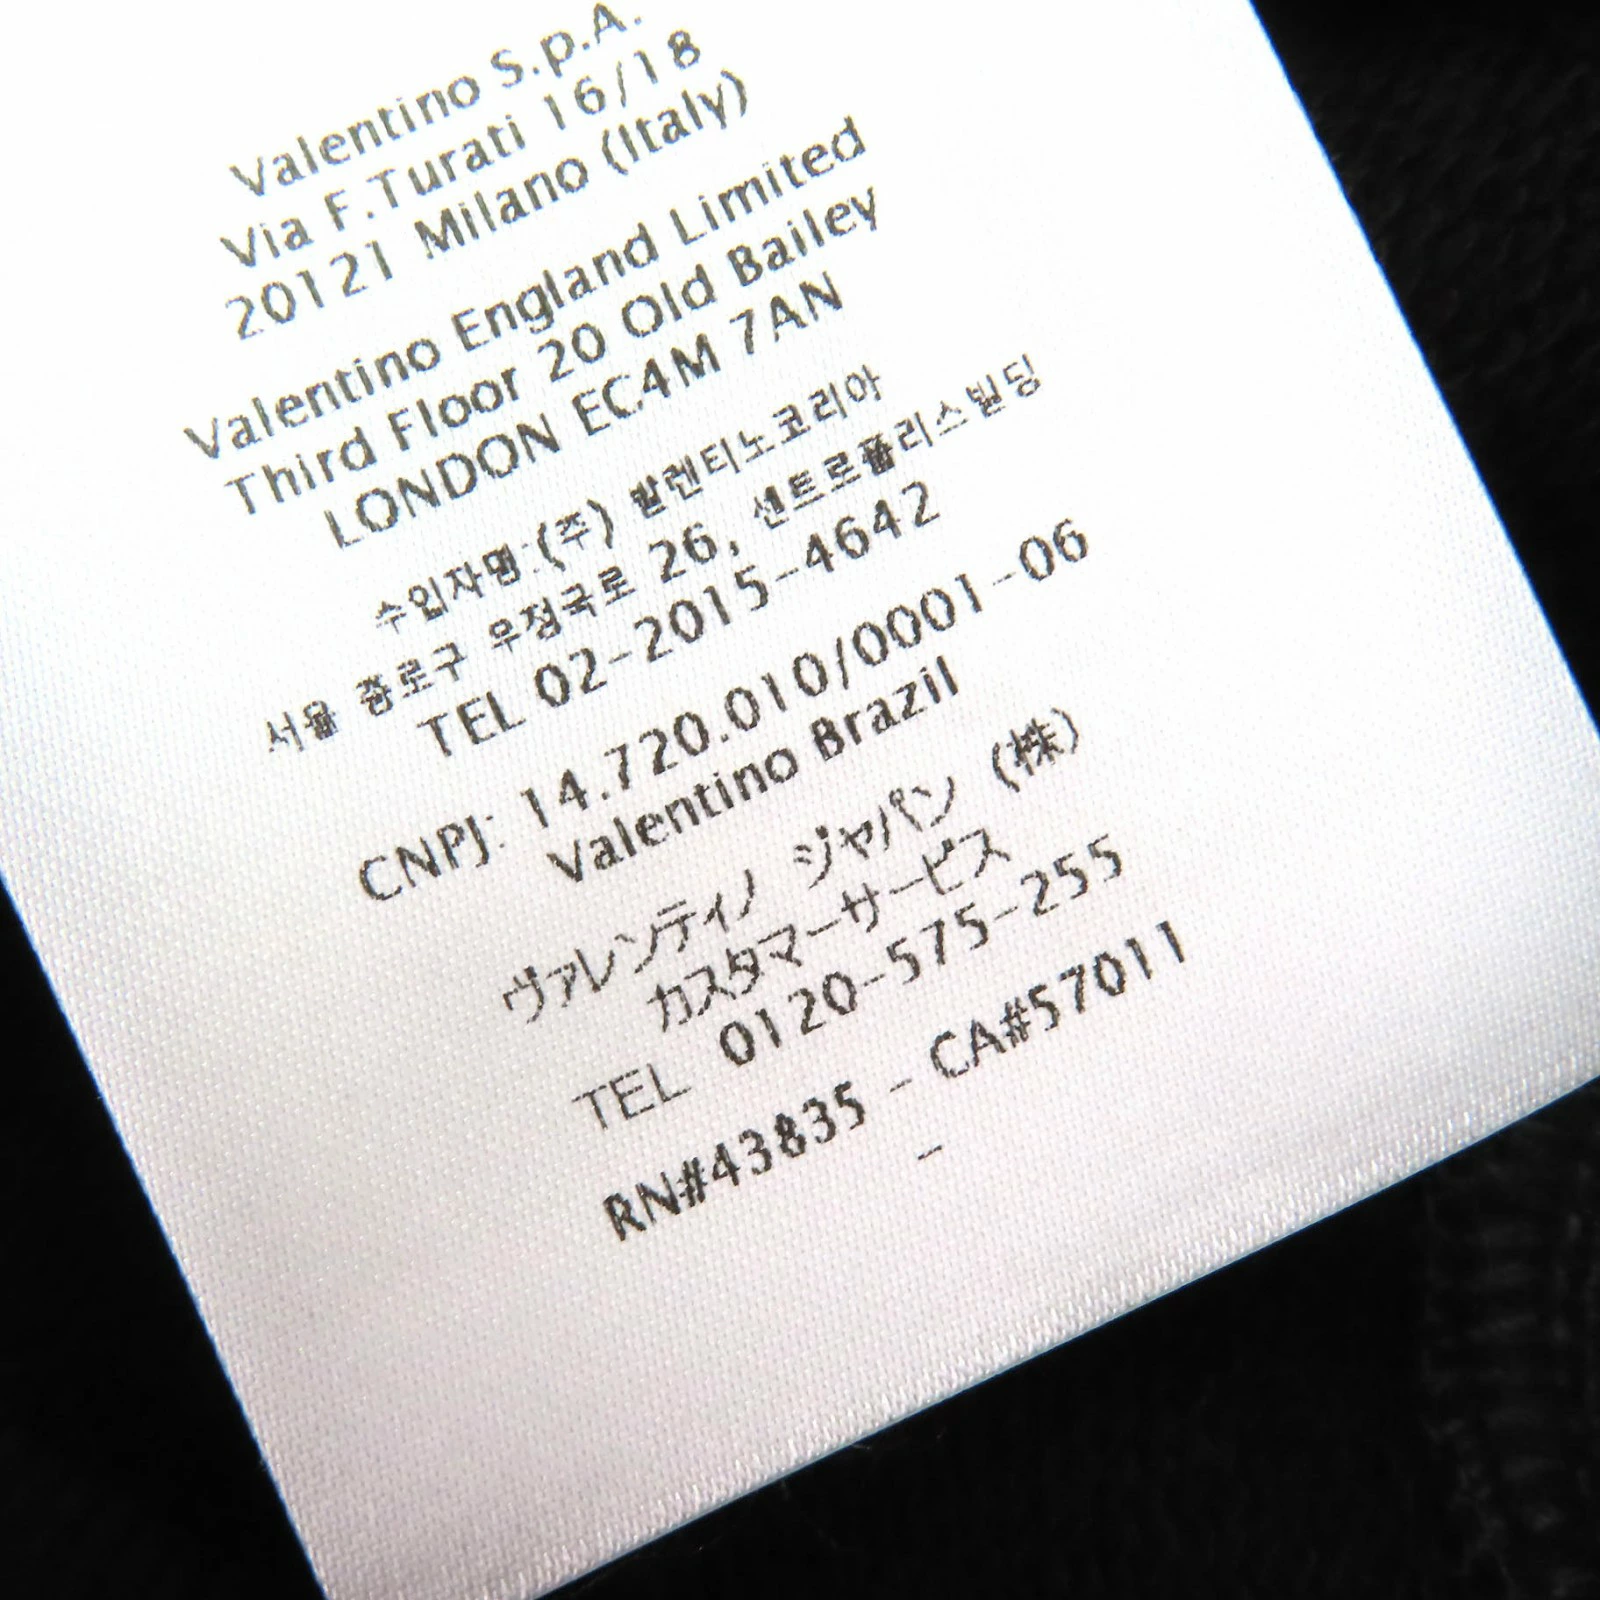 Valentino S.p.A.
Via F.Turati 16/18
20121 Milano (Italy)
Valentino England Limited
Third Floor 20 Old Bailey
LONDON EC4M 7AN
수입자명:(주) 발렌티노코리아
서울 종로구 우정국로 26, 센트로폴리스빌딩
TEL 02-2015-4642
CNPJ: 14.720.010/0001-06
Valentino Brazil
ヴァレンティノ ジャパン (株)
カスタマーサービス
TEL 0120-575-255
RN#43835 - CA#57011
-